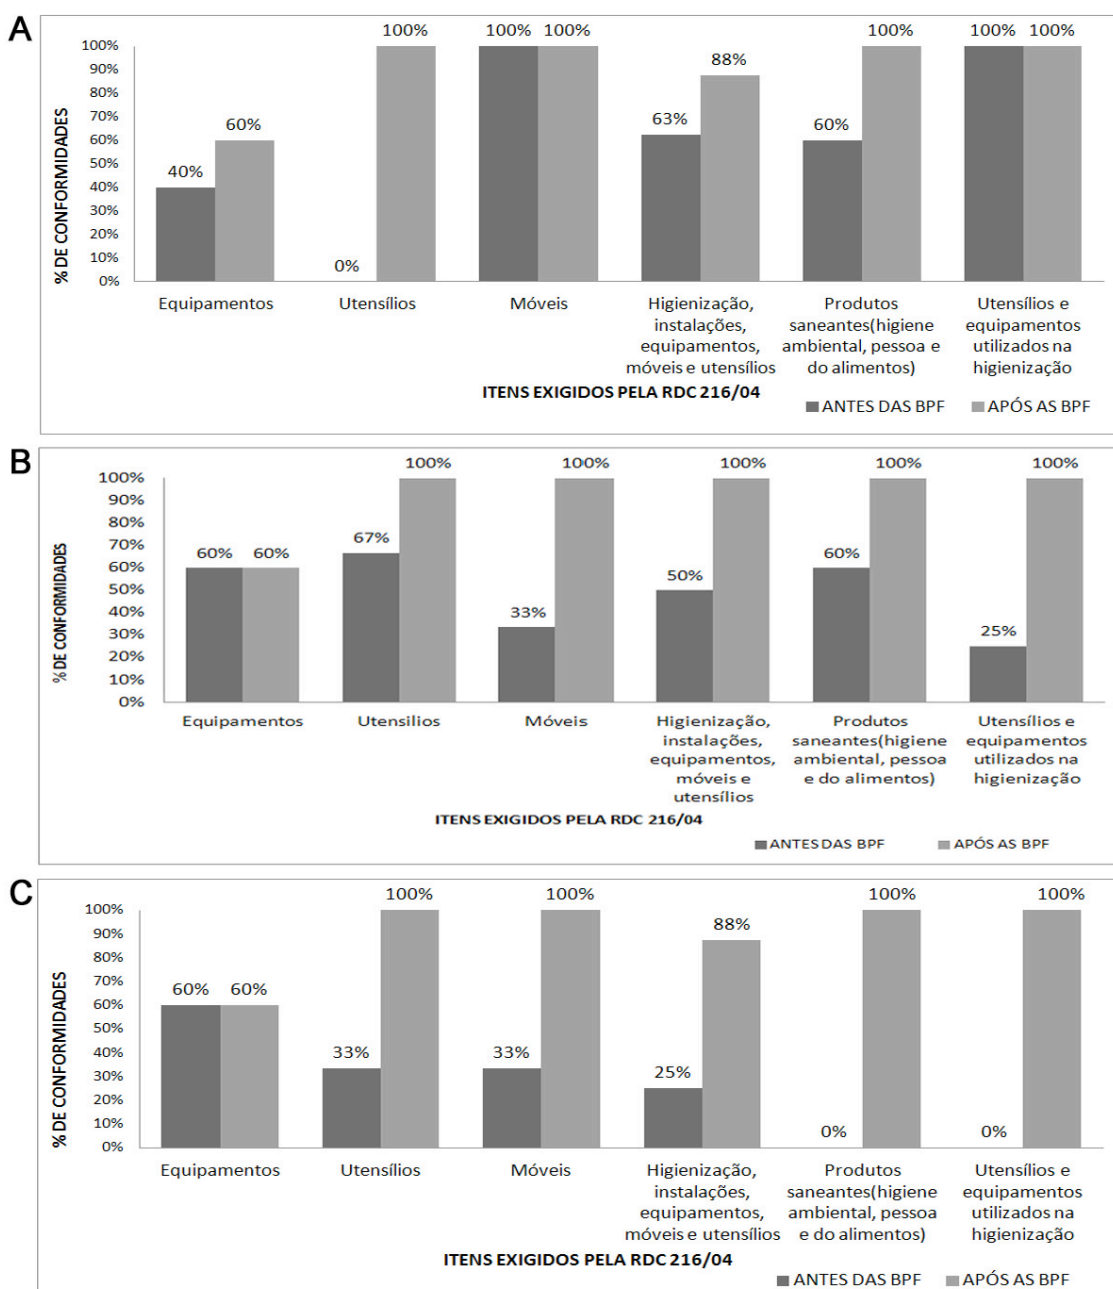 A
100% 100% 100% 100% 100% 100%
88%
63% 60%
60%
40%
0%
% DE CONFORMIDADES
100%
90%
80%
70%
60%
50%
40%
30%
20%
10%
0%
Equipamentos Utensílios Móveis Higienização, Produtos Utensílios e
instalações, saneantes(higiene equipamentos
equipamentos, ambiental, pessoa e utilizados na
móveis e utensílios do alimentos) higienização
ITENS EXIGIDOS PELA RDC 216/04
ANTES DAS BPF APÓS AS BPF
B
100% 100% 100% 100% 100%
67%
60% 60% 60%
50%
33%
25%
% DE CONFORMIDADES
100%
90%
80%
70%
60%
50%
40%
30%
20%
10%
0%
Equipamentos Utensilios Móveis Higienização, Produtos Utensílios e
instalações, saneantes(higiene equipamentos
equipamentos, ambiental, pessoa utilizados na
móveis e e do alimentos) higienização
utensílios
ITENS EXIGIDOS PELA RDC 216/04
ANTES DAS BPF APÓS AS BPF
C
100% 100% 100% 100%
88%
60% 60%
33% 33%
25%
0% 0%
% DE CONFORMIDADES
100%
90%
80%
70%
60%
50%
40%
30%
20%
10%
0%
Equipamentos Utensílios Móveis Higienização, Produtos Utensílios e
instalações, saneantes(higiene equipamentos
equipamentos, ambiental, pessoa utilizados na
móveis e utensílios e do alimentos) higienização
ITENS EXIGIDOS PELA RDC 216/04
ANTES DAS BPF APÓS AS BPF